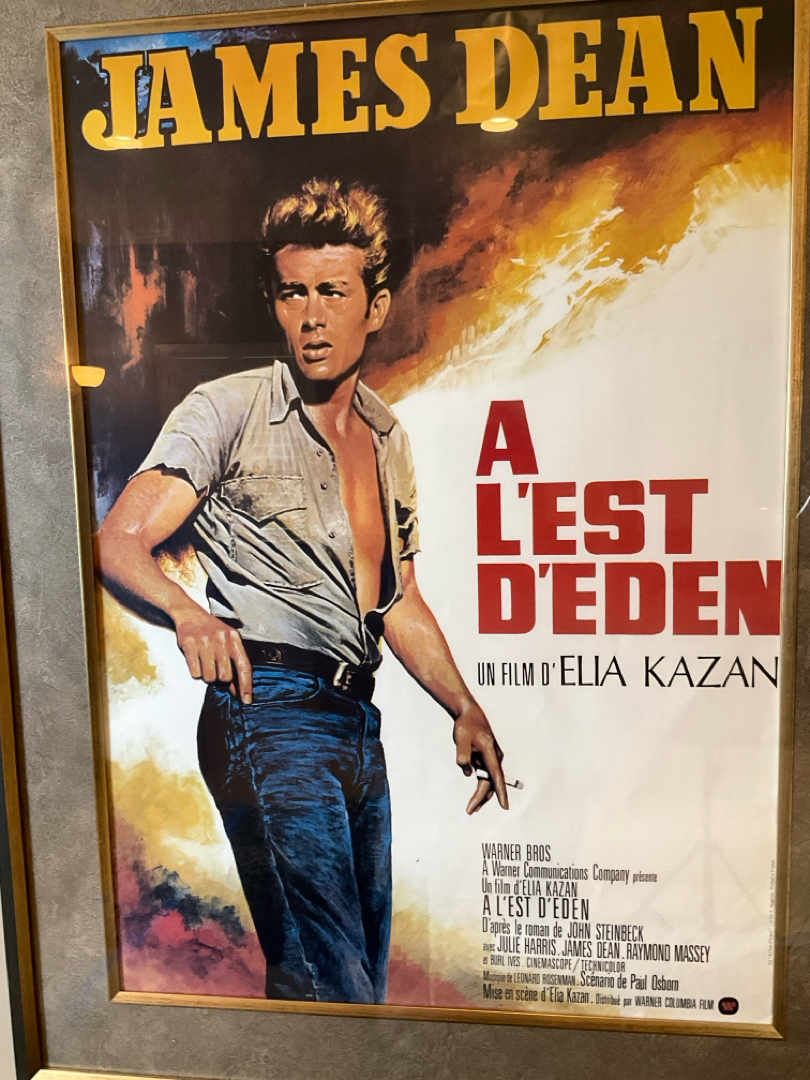 JAMES DEAN
A
L'EST
D'EDEN
UN FILM D'ELIA KAZAN
WARNER BROS
A Warner Communications Company présente
Un film d'ELIA KAZAN
A L'EST D'EDEN
D'après le roman de JOHN STEINBECK
avec JULIE HARRIS. JAMES DEAN. RAYMOND MASSEY
et BURL IVES. CINEMASCOPE/TECHNICOLOR
Musique de LEONARD ROSENMAN. Scénario de Paul Osborn
Mise en scène d'Elia Kazan. Distribué par WARNER COLUMBIA FILM